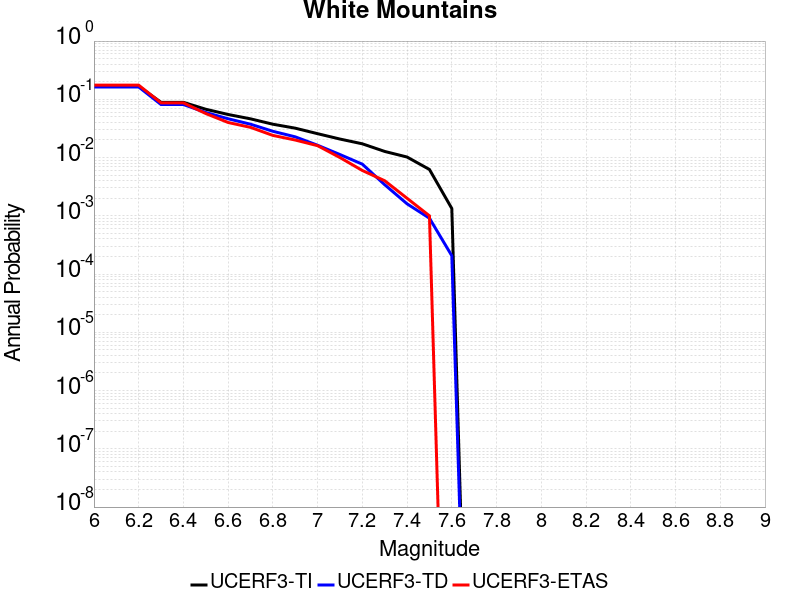 White Mountains
10^0
10^-1
10^-2
10^-3
10^-4
10^-5
10^-6
10^-7
10^-8
Annual Probability
6 6.2 6.4 6.6 6.8 7 7.2 7.4 7.6 7.8 8 8.2 8.4 8.6 8.8 9
Magnitude
UCERF3-TI UCERF3-TD UCERF3-ETAS